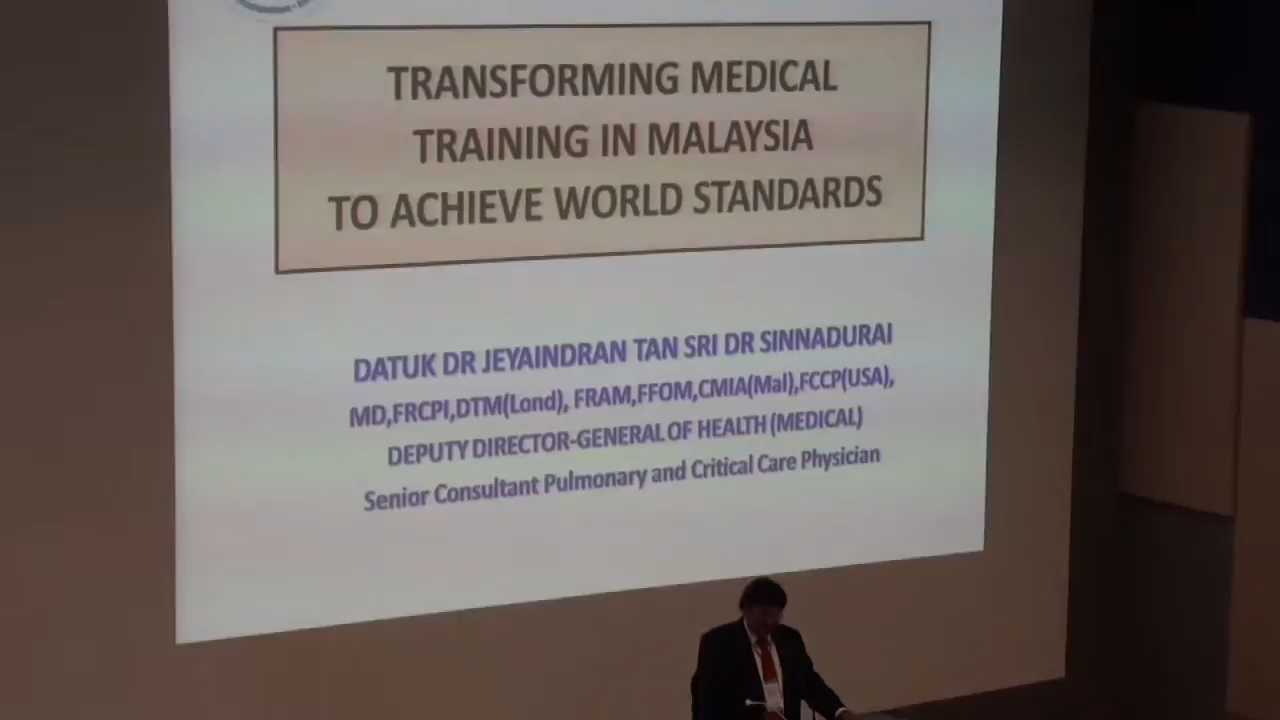 TRANSFORMING MEDICAL
TRAINING IN MALAYSIA
TO ACHIEVE WORLD STANDARDS
DATUK DR JEYAINDRAN TAN SRI DR SINNADURAI
MD,FRCPI,DTM(Lond), FRAM,FFOM,CMIA(Mal),FCCP(USA),
DEPUTY DIRECTOR-GENERAL OF HEALTH (MEDICAL)
Senior Consultant Pulmonary and Critical Care Physician